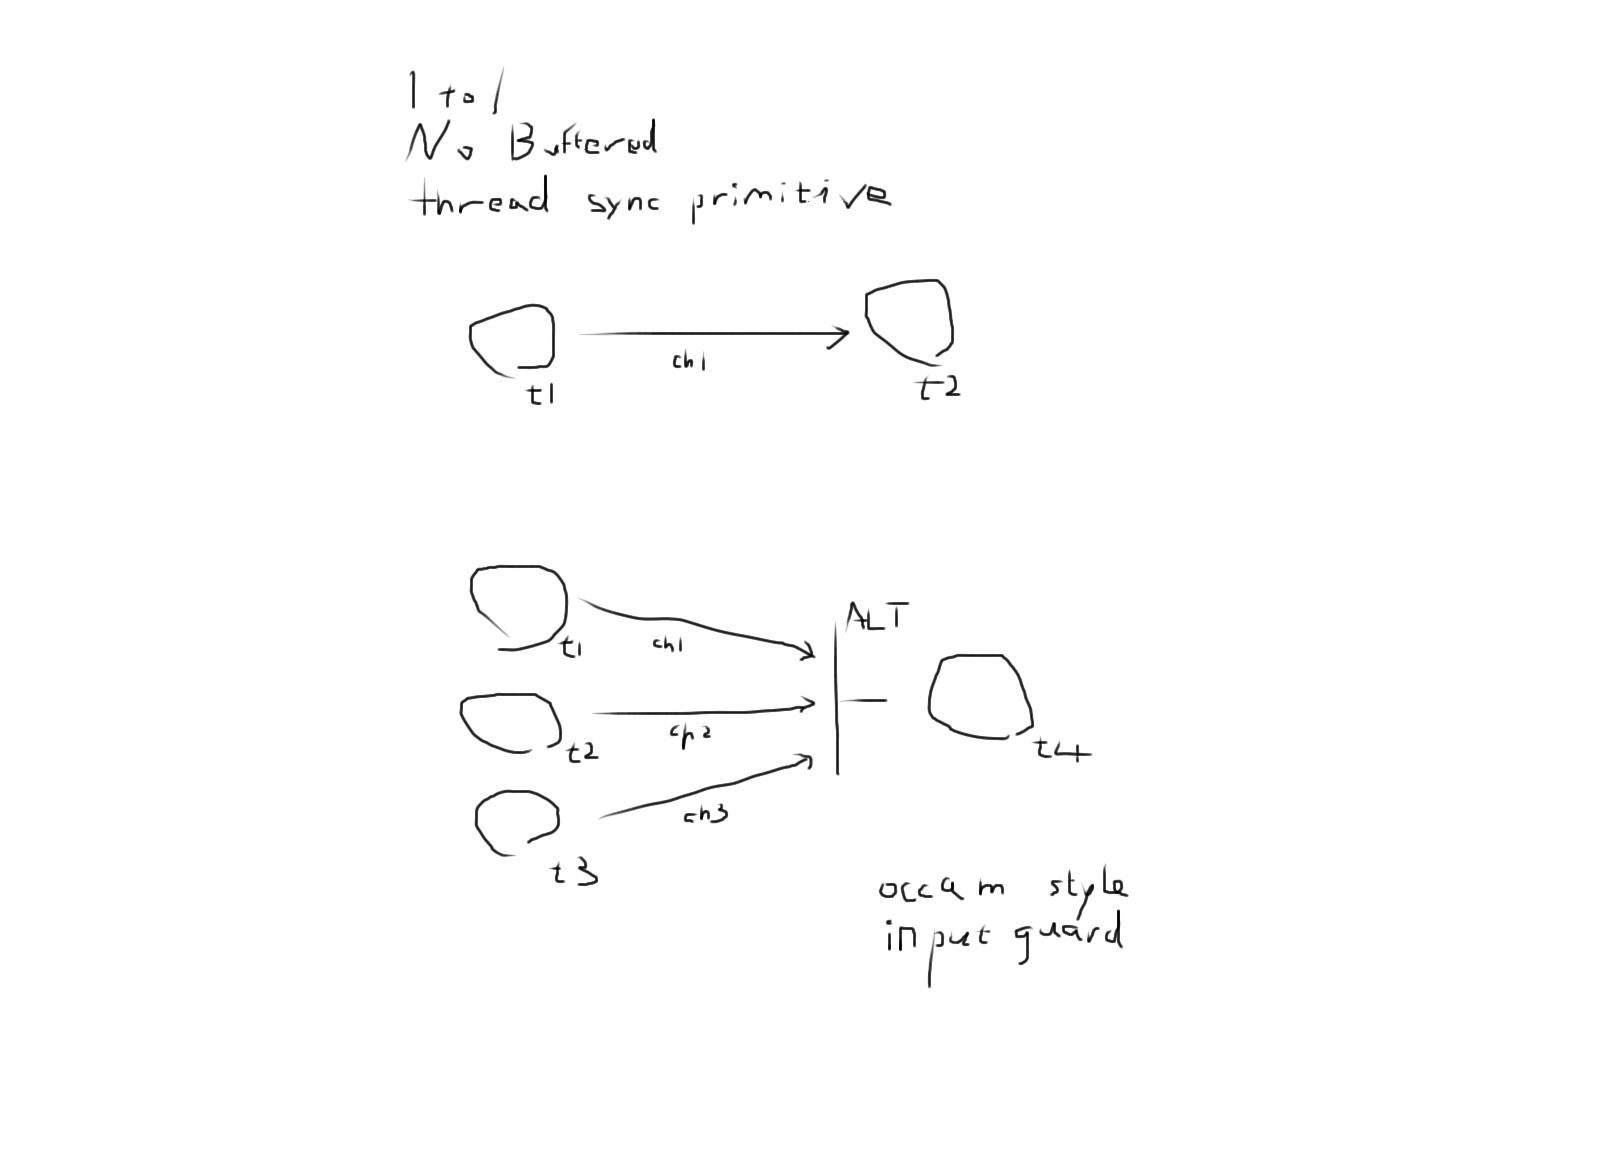 1 to 1
No Buffered
thread sync primitive
ch1
t1
t2
ALT
t1
ch1
t2
ch2
t4
ch3
t3
occam style
input guard